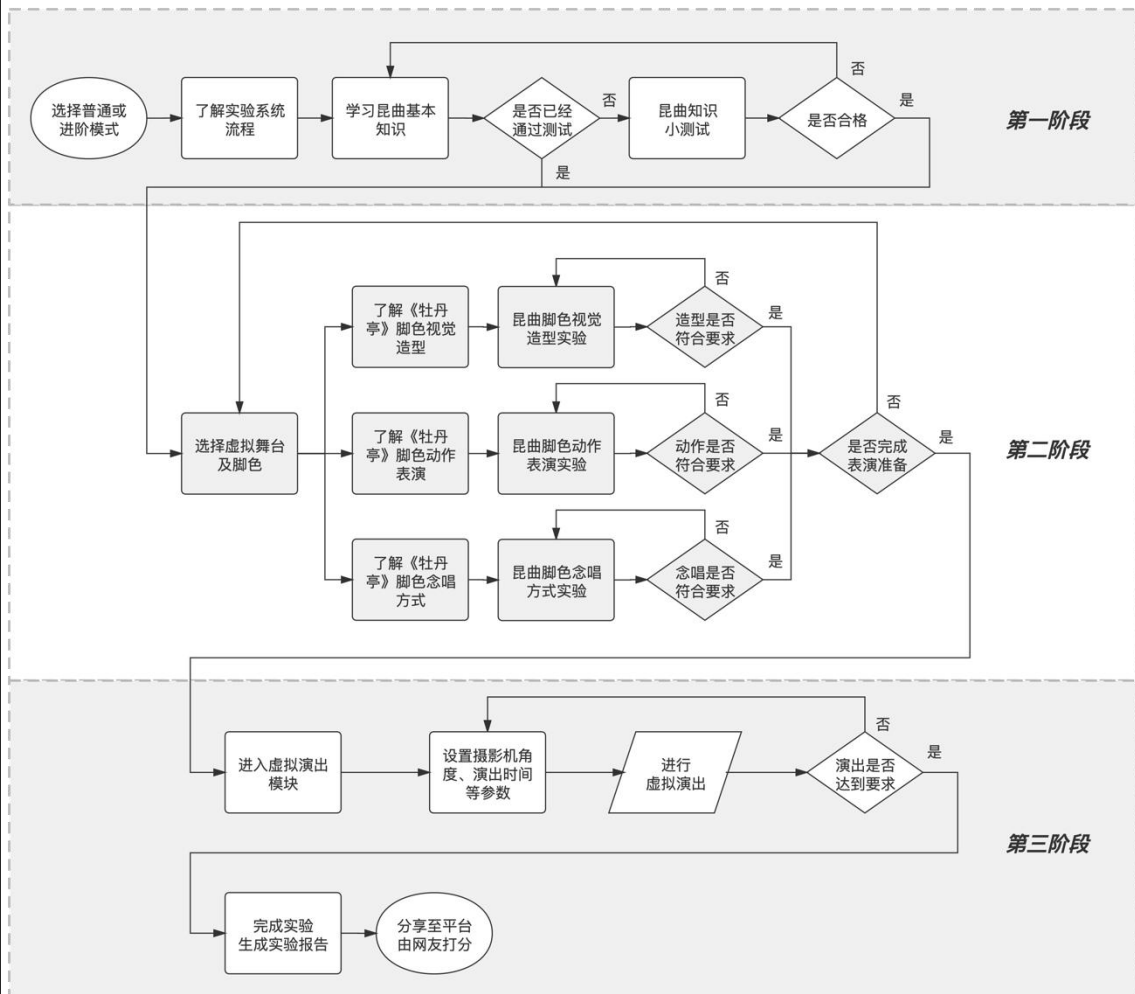 选择普通或
进阶模式
了解实验系统
流程
学习昆曲基本
知识
是否已经
通过测试
否
是
昆曲知识
小测试
是否合格
否
是
第一阶段
选择虚拟舞台
及脚色
了解《牡丹
亭》脚色视觉
造型
昆曲脚色视觉
造型实验
造型是否
符合要求
否
是
了解《牡丹
亭》脚色动作
表演
昆曲脚色动作
表演实验
动作是否
符合要求
否
是
了解《牡丹
亭》脚色念唱
方式
昆曲脚色念唱
方式实验
念唱是否
符合要求
否
是
是否完成
表演准备
否
是
第二阶段
进入虚拟演出
模块
设置摄影机角
度、演出时间
等参数
进行
虚拟演出
演出是否
达到要求
否
是
第三阶段
完成实验
生成实验报告
分享至平台
由网友打分